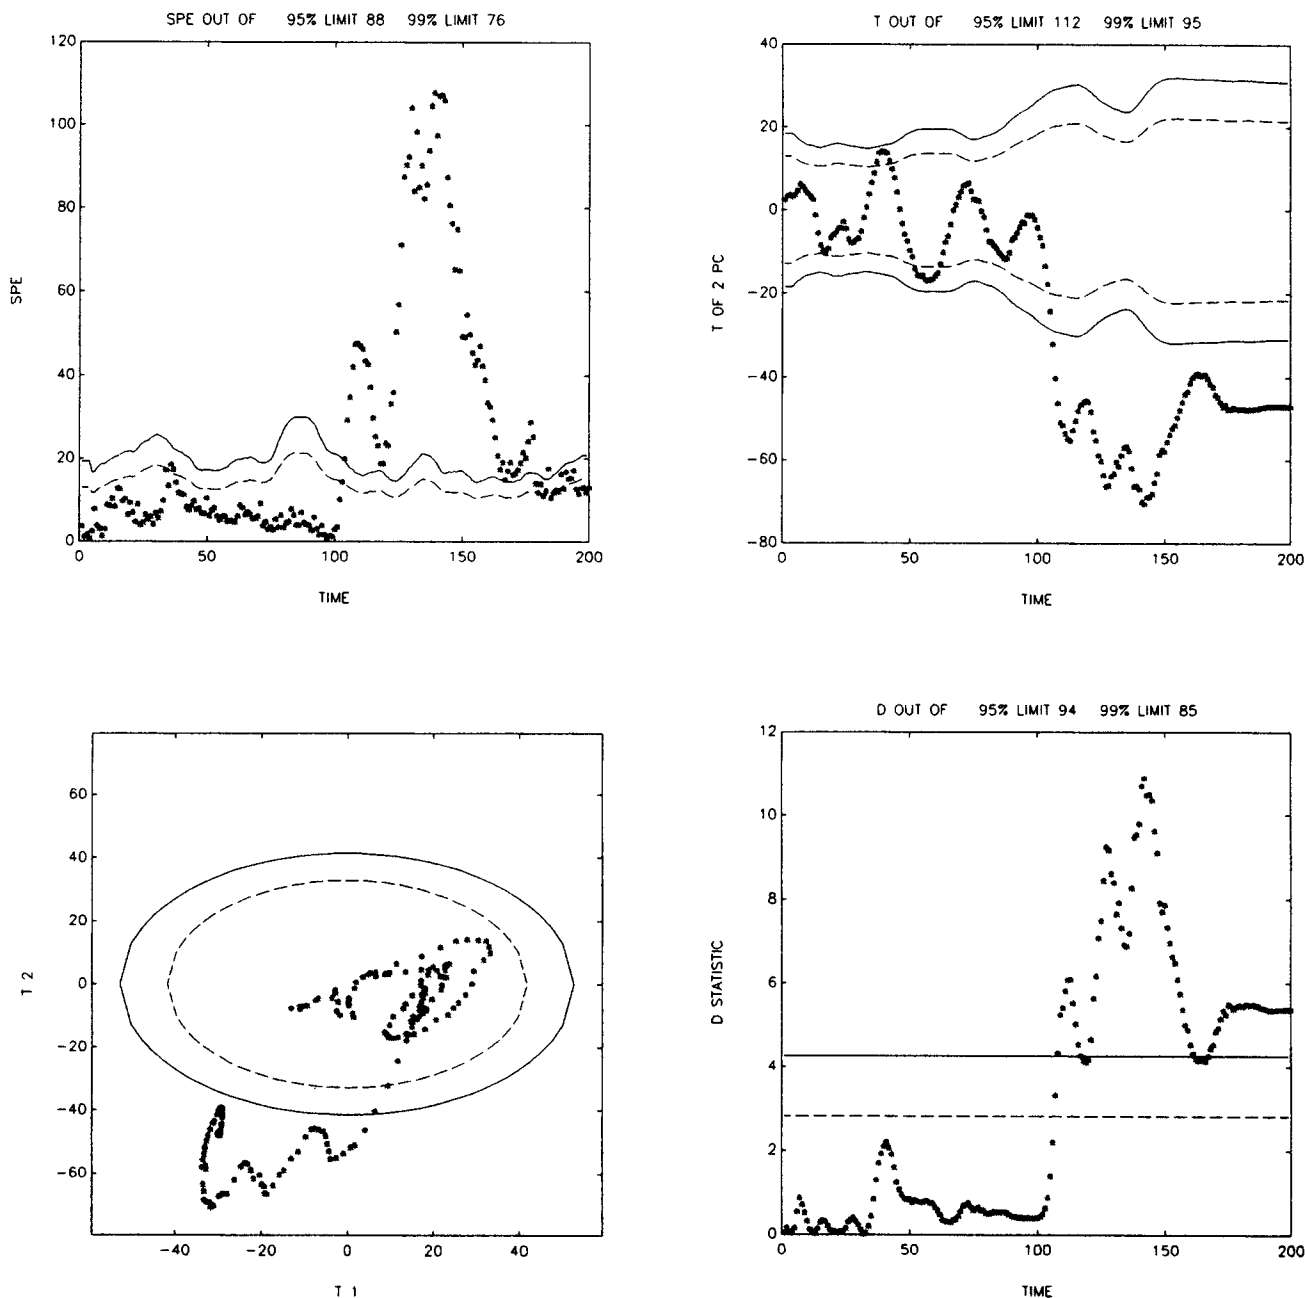 SPE OUT OF 95% LIMIT 88 99% LIMIT 76
120
100
80
60
40
20
0
SPE
0 50 100 150 200
TIME
T OUT OF 95% LIMIT 112 99% LIMIT 95
40
20
0
−20
−40
−60
−80
T OF 2 PC
0 50 100 150 200
TIME
60
40
20
0
−20
−40
−60
T 2
−40 −20 0 20 40
T 1
D OUT OF 95% LIMIT 94 99% LIMIT 85
12
10
8
6
4
2
0
D STATISTIC
0 50 100 150 200
TIME